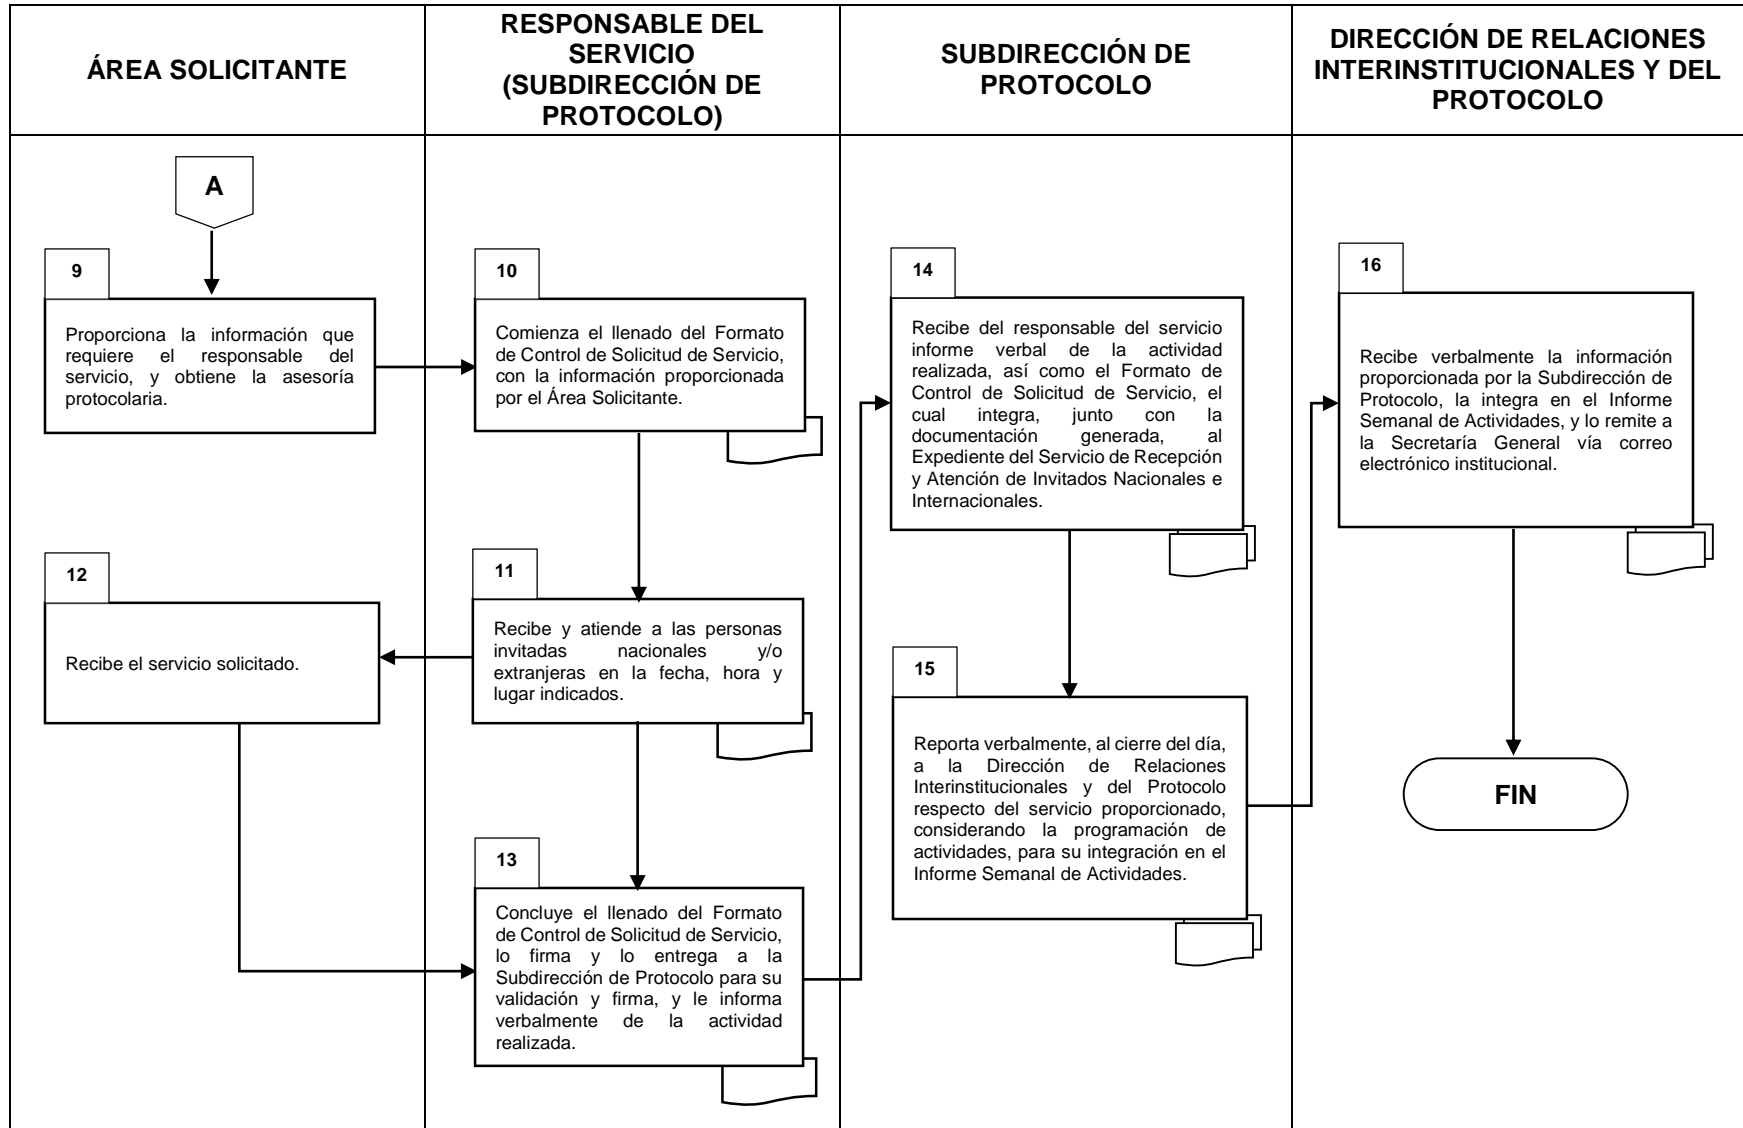 ÁREA SOLICITANTE
RESPONSABLE DEL
SERVICIO
(SUBDIRECCIÓN DE
PROTOCOLO)
SUBDIRECCIÓN DE
PROTOCOLO
DIRECCIÓN DE RELACIONES
INTERINSTITUCIONALES Y DEL
PROTOCOLO
A
9
Proporciona la información que
requiere el responsable del
servicio, y obtiene la asesoría
protocolaria.
10
Comienza el llenado del Formato
de Control de Solicitud de Servicio,
con la información proporcionada
por el Área Solicitante.
11
Recibe y atiende a las personas
invitadas nacionales y/o
extranjeras en la fecha, hora y
lugar indicados.
12
Recibe el servicio solicitado.
13
Concluye el llenado del Formato
de Control de Solicitud de Servicio,
lo firma y lo entrega a la
Subdirección de Protocolo para su
validación y firma, y le informa
verbalmente de la actividad
realizada.
14
Recibe del responsable del servicio
informe verbal de la actividad
realizada, así como el Formato de
Control de Solicitud de Servicio, el
cual integra, junto con la
documentación generada, al
Expediente del Servicio de Recepción
y Atención de Invitados Nacionales e
Internacionales.
15
Reporta verbalmente, al cierre del día,
a la Dirección de Relaciones
Interinstitucionales y del Protocolo
respecto del servicio proporcionado,
considerando la programación de
actividades, para su integración en el
Informe Semanal de Actividades.
16
Recibe verbalmente la información
proporcionada por la Subdirección de
Protocolo, la integra en el Informe
Semanal de Actividades, y lo remite a
la Secretaría General vía correo
electrónico institucional.
FIN